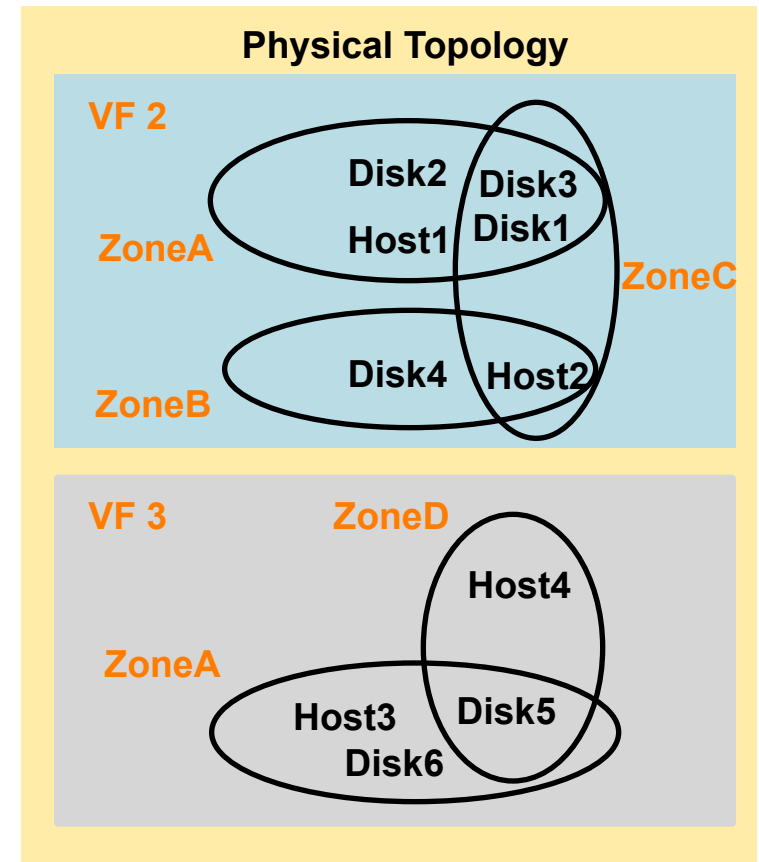 Physical Topology
VF 2
Disk2
Disk3
Disk1
Host1
ZoneA
ZoneC
Disk4
Host2
ZoneB
VF 3
ZoneD
Host4
ZoneA
Host3
Disk5
Disk6